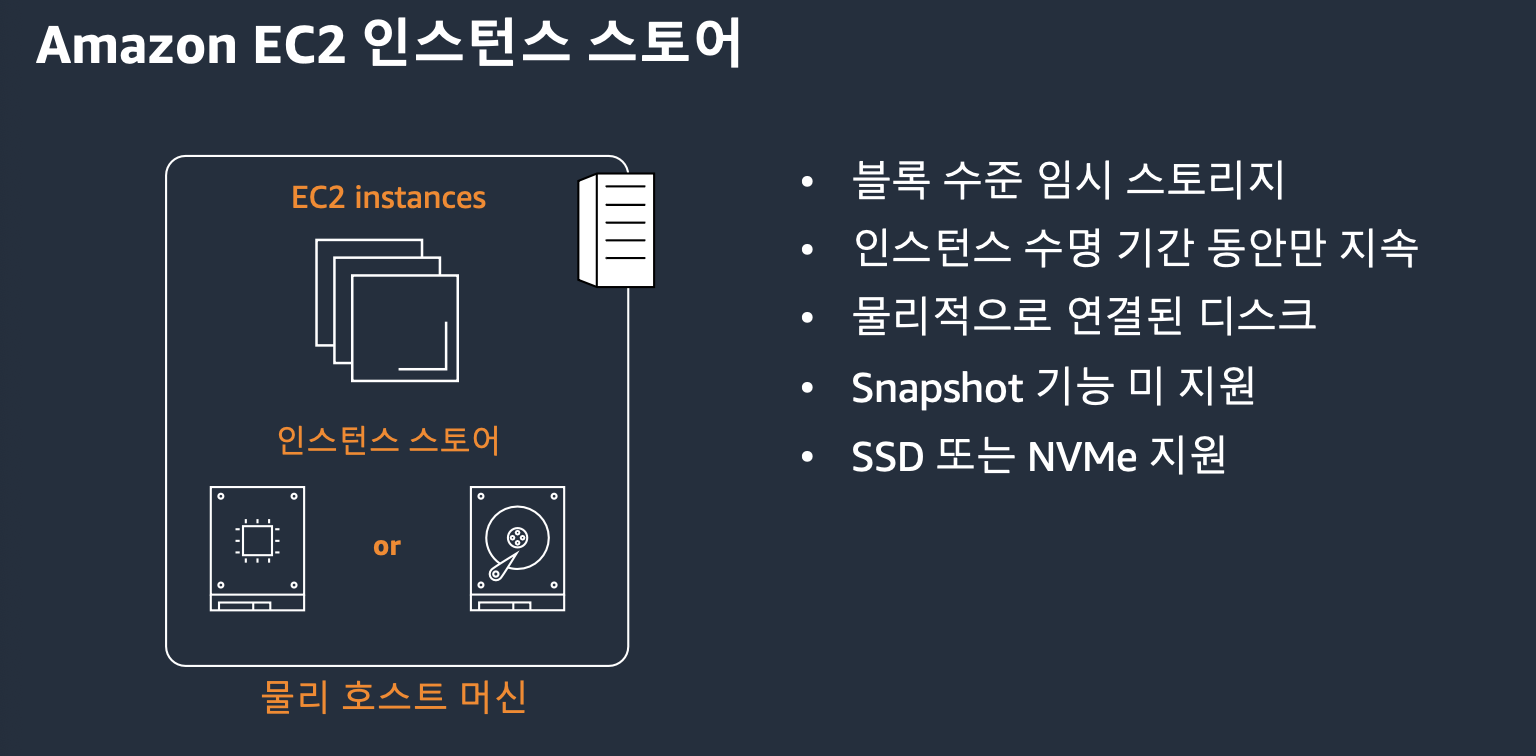 Amazon EC2 인스턴스 스토어
EC2 instances
인스턴스 스토어
or
물리 호스트 머신
• 블록 수준 임시 스토리지
• 인스턴스 수명 기간 동안만 지속
• 물리적으로 연결된 디스크
• Snapshot 기능 미 지원
• SSD 또는 NVMe 지원